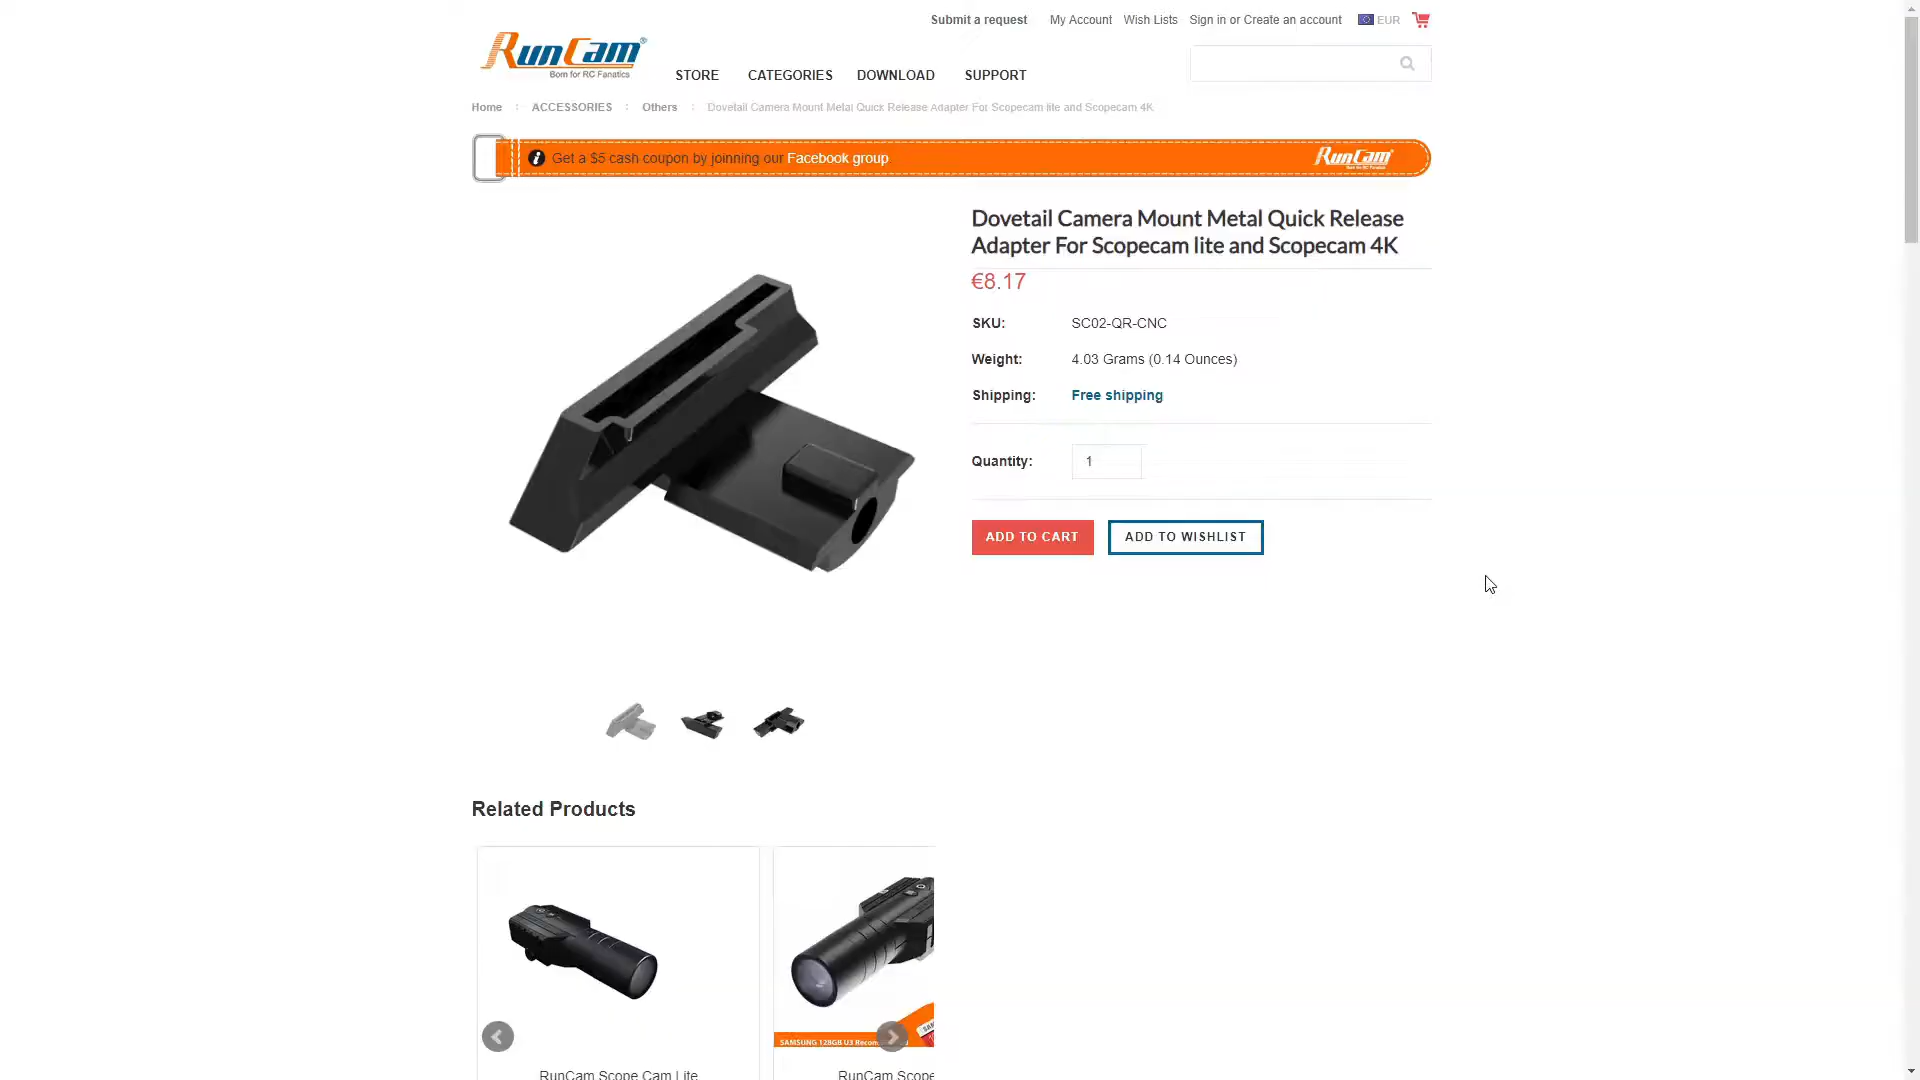 Submit a request My Account Wish Lists Sign in or Create an account EUR
RunCam®
Born for RC Fanatics
STORE CATEGORIES DOWNLOAD SUPPORT
Home : ACCESSORIES : Others : Dovetail Camera Mount Metal Quick Release Adapter For Scopecam lite and Scopecam 4K
i Get a $5 cash coupon by joinning our Facebook group RunCam
Dovetail Camera Mount Metal Quick Release
Adapter For Scopecam lite and Scopecam 4K
€8.17
SKU: SC02-QR-CNC
Weight: 4.03 Grams (0.14 Ounces)
Shipping: Free shipping
Quantity: 1
ADD TO CART ADD TO WISHLIST
Related Products
SAMSUNG 128GB U3
RunCam Scope Cam Lite
RunCam Scope